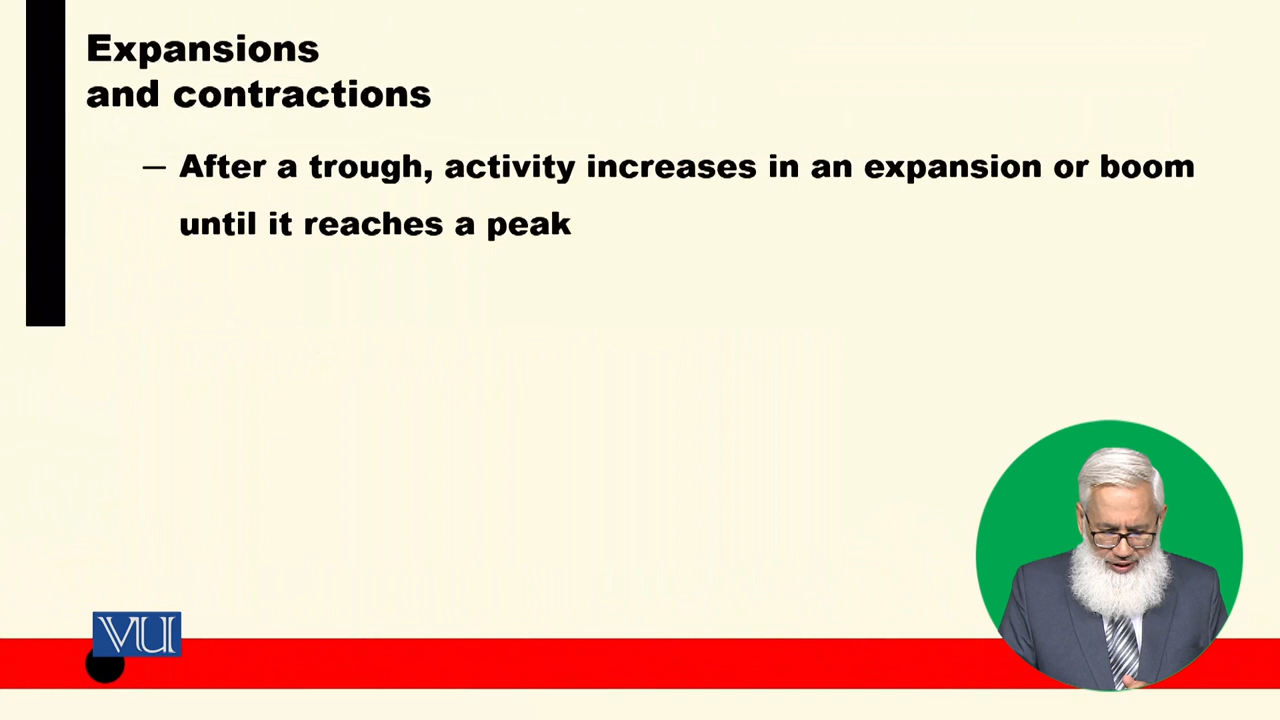 Expansions
and contractions
– After a trough, activity increases in an expansion or boom
until it reaches a peak
VU